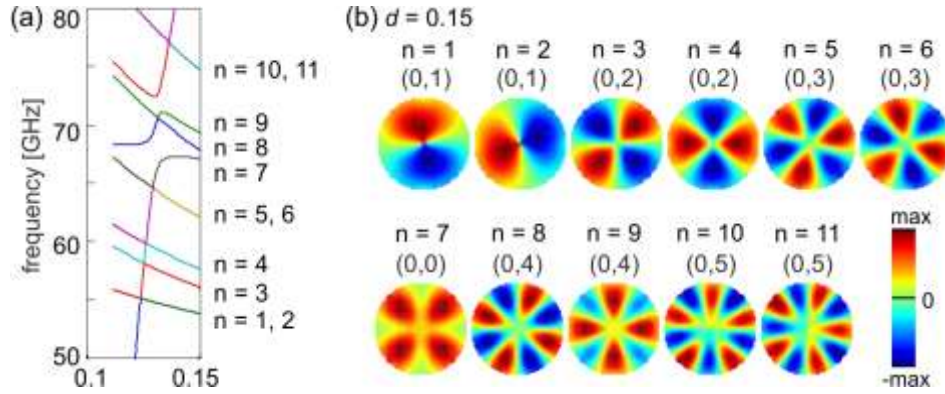 (a)
80
70
60
50
frequency [GHz]
0.1
0.15
n = 10, 11
n = 9
n = 8
n = 7
n = 5, 6
n = 4
n = 3
n = 1, 2
(b) d = 0.15
n = 1 n = 2 n = 3 n = 4 n = 5 n = 6
(0,1) (0,1) (0,2) (0,2) (0,3) (0,3)
n = 7 n = 8 n = 9 n = 10 n = 11
(0,0) (0,4) (0,4) (0,5) (0,5)
max
0
-max